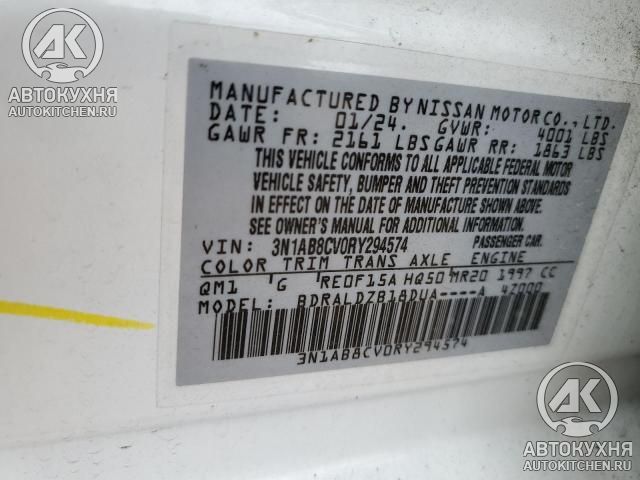 AK
АВТОКУХНЯ
AUTOKITCHEN.RU
MANUFACTURED BY NISSAN MOTOR CO., LTD.
DATE: 01/24. GVWR: 4001 LBS
GAWR FR: 2161 LBS GAWR RR: 1863 LBS
THIS VEHICLE CONFORMS TO ALL APPLICABLE FEDERAL MOTOR
VEHICLE SAFETY, BUMPER AND THEFT PREVENTION STANDARDS
IN EFFECT ON THE DATE OF MANUFACTURE SHOWN ABOVE.
SEE OWNER'S MANUAL FOR ADDITIONAL INFORMATION
VIN: 3N1AB8CV0RY294574 PASSENGER CAR.
COLOR TRIM TRANS AXLE ENGINE
QM1 G RE0F15A HQ50 MR20 1997 CC
MODEL: BDRALDZB18DUA----A 47000
3N1AB8CV0RY294574
AK
АВТОКУХНЯ
AUTOKITCHEN.RU